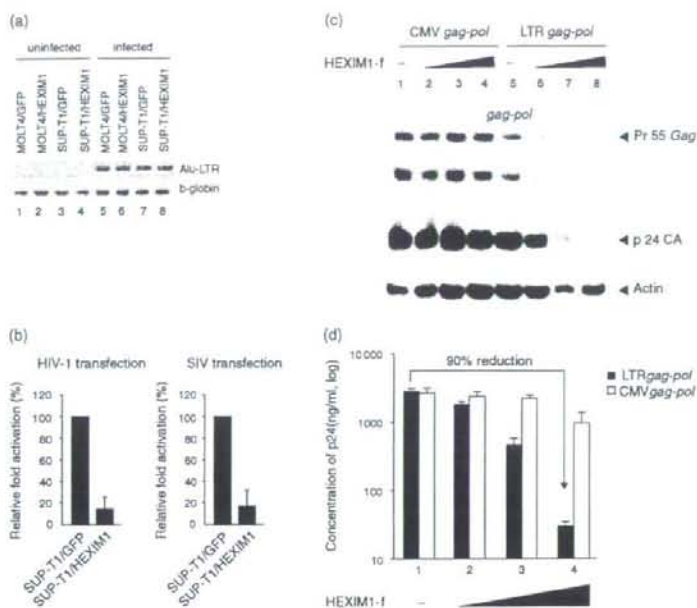 (a)
uninfected infected
MOLT4/GFP
MOLT4/HEXIM1
SUP-T1/GFP
SUP-T1/HEXIM1
MOLT4/GFP
MOLT4/HEXIM1
SUP-T1/GFP
SUP-T1/HEXIM1
Alu-LTR
b-globin
1 2 3 4 5 6 7 8
(b)
HIV-1 transfection
Relative fold activation (%)
120
100
80
60
40
20
0
SUP-T1/GFP
SUP-T1/HEXIM1
SIV transfection
Relative fold activation (%)
120
100
80
60
40
20
0
SUP-T1/GFP
SUP-T1/HEXIM1
(c)
CMV gag-pol LTR gag-pol
HEXIM1-f –
1 2 3 4 5 6 7 8
gag-pol
Pr 55 Gag
p 24 CA
Actin
(d)
90% reduction
LTRgag-pol
CMVgag-pol
Concentration of p24(ng/ml, log)
10 000
1000
100
10
1 2 3 4
HEXIM1-f –